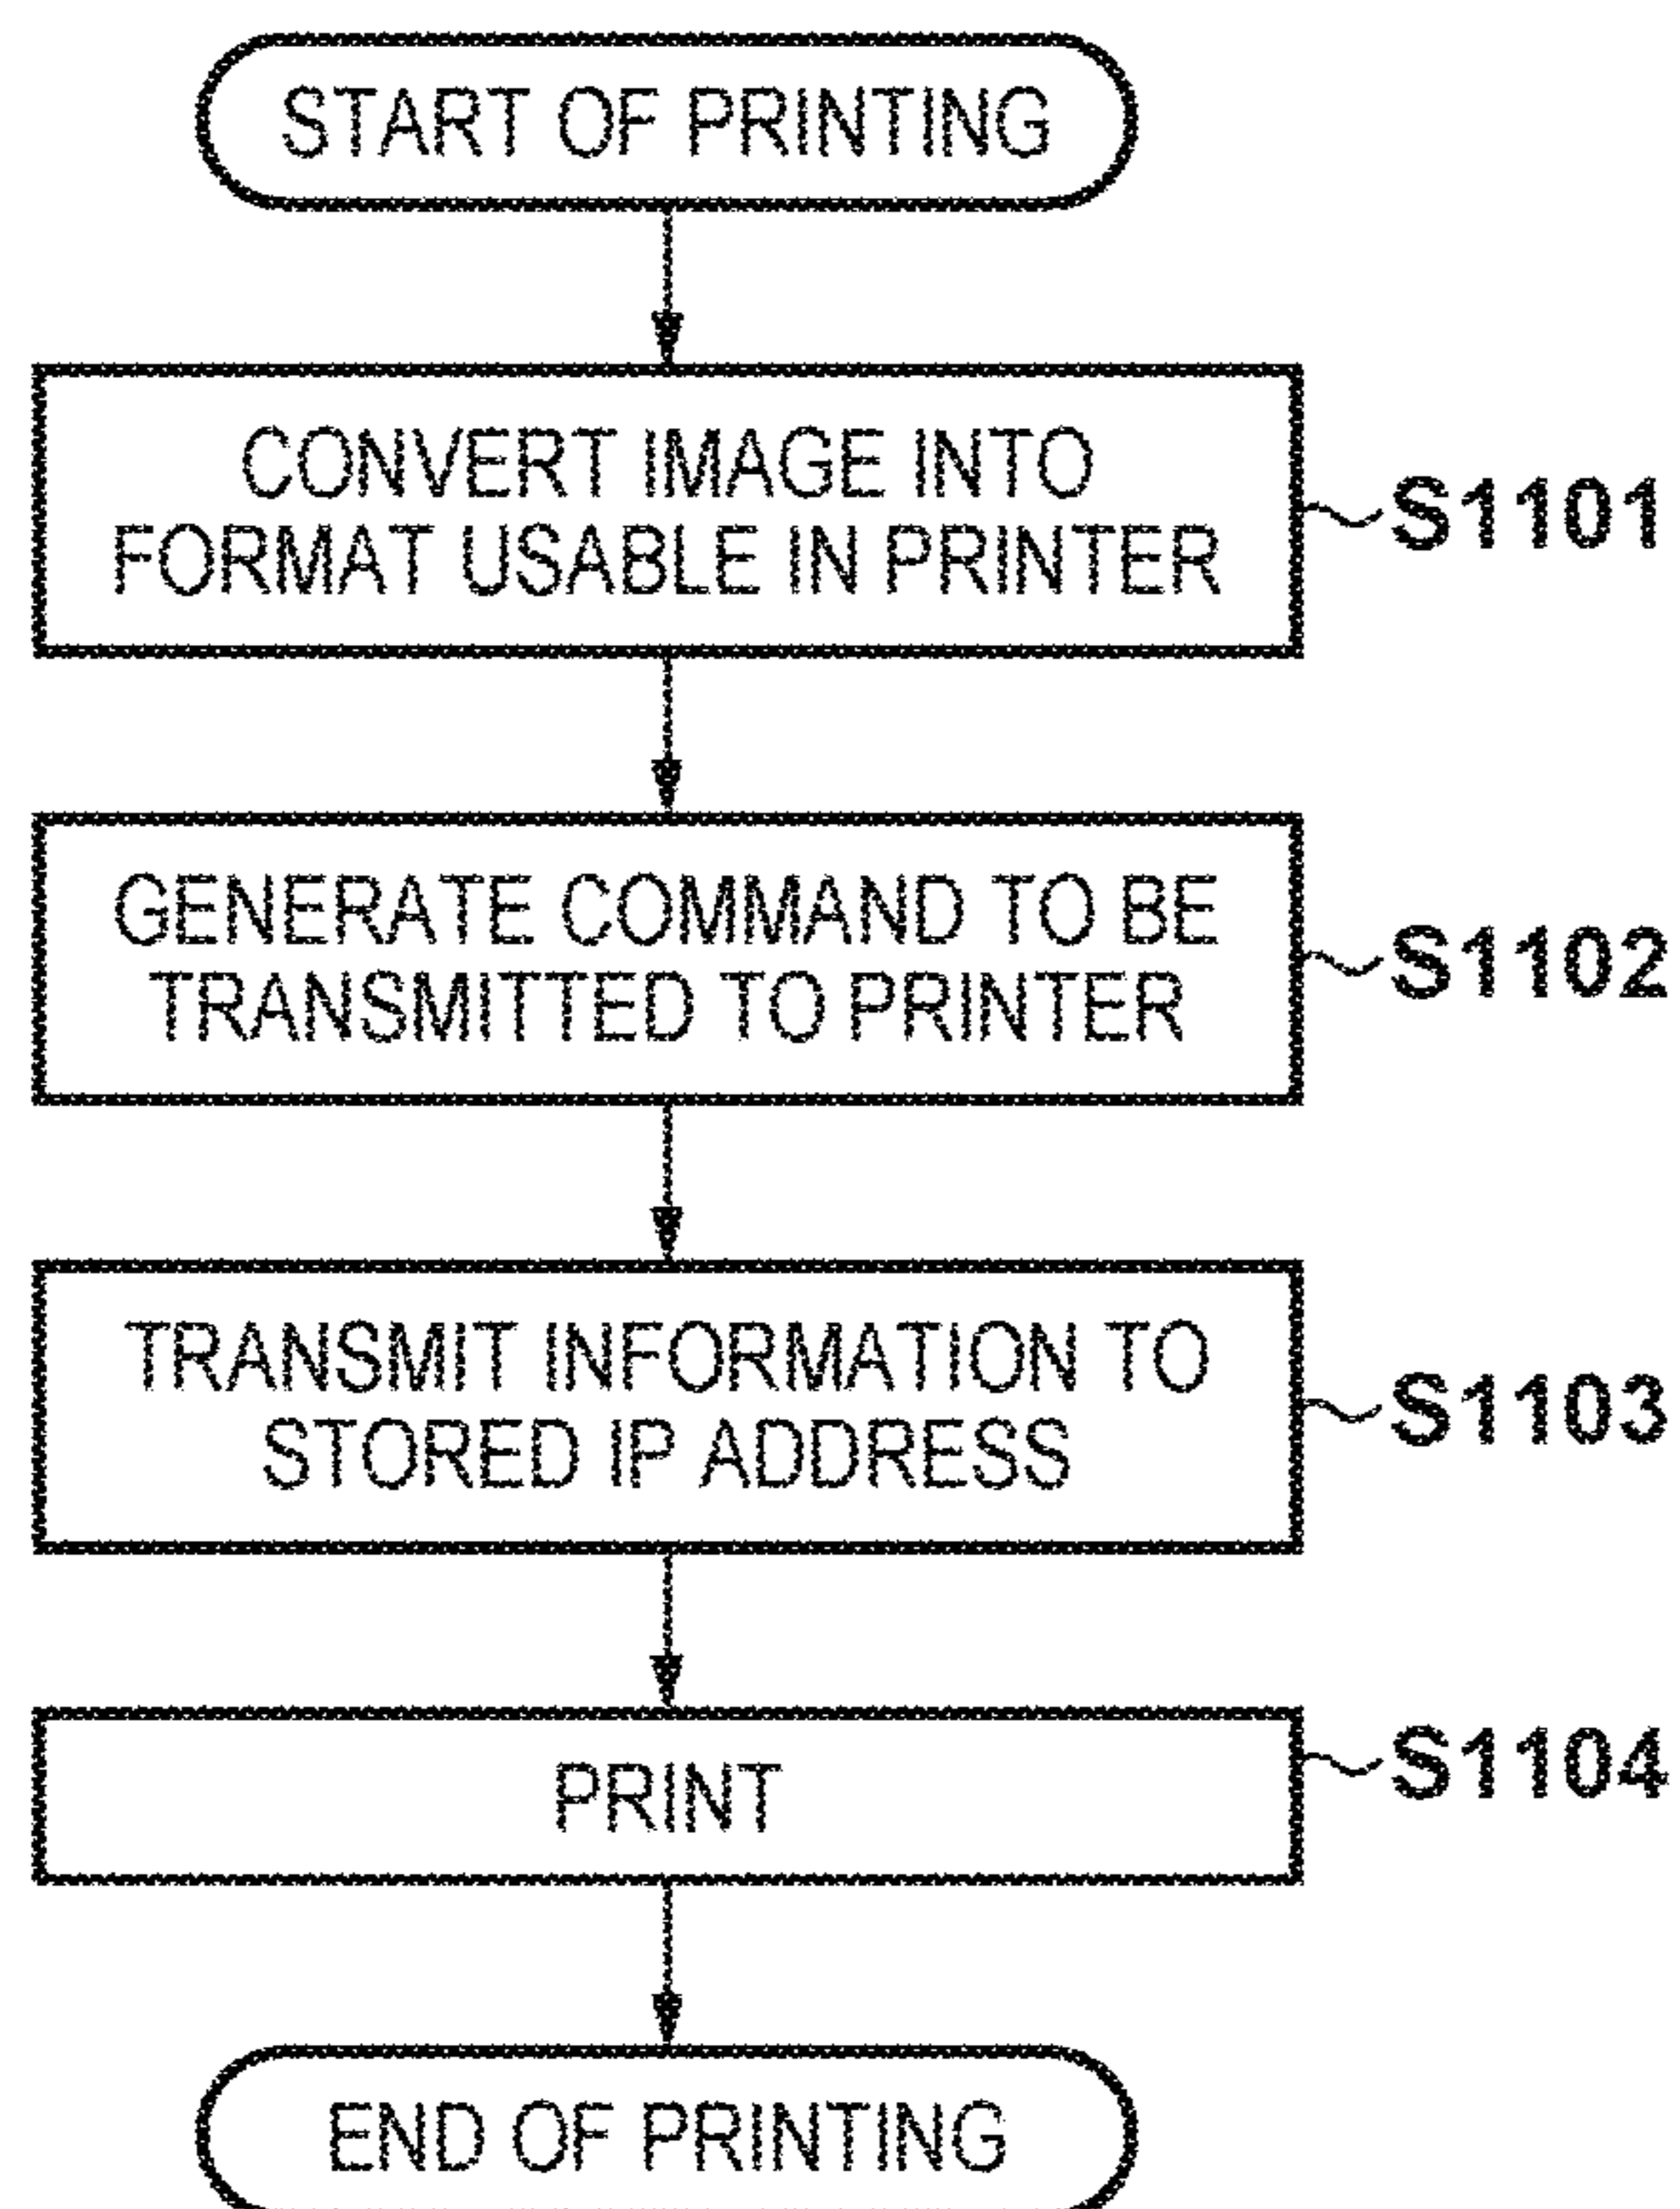 START OF PRINTING
CONVERT IMAGE INTO
FORMAT USABLE IN PRINTER
S1101
GENERATE COMMAND TO BE
TRANSMITTED TO PRINTER
S1102
TRANSMIT INFORMATION TO
STORED IP ADDRESS
S1103
PRINT
S1104
END OF PRINTING